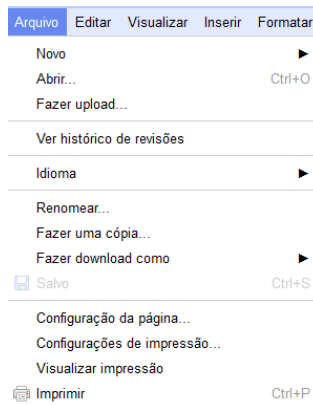 Arquivo Editar Visualizar Inserir Formatar
Novo
Abrir... Ctrl+O
Fazer upload...
Ver histórico de revisões
Idioma
Renomear...
Fazer uma cópia...
Fazer download como
Salvo Ctrl+S
Configuração da página...
Configurações de impressão...
Visualizar impressão
Imprimir Ctrl+P